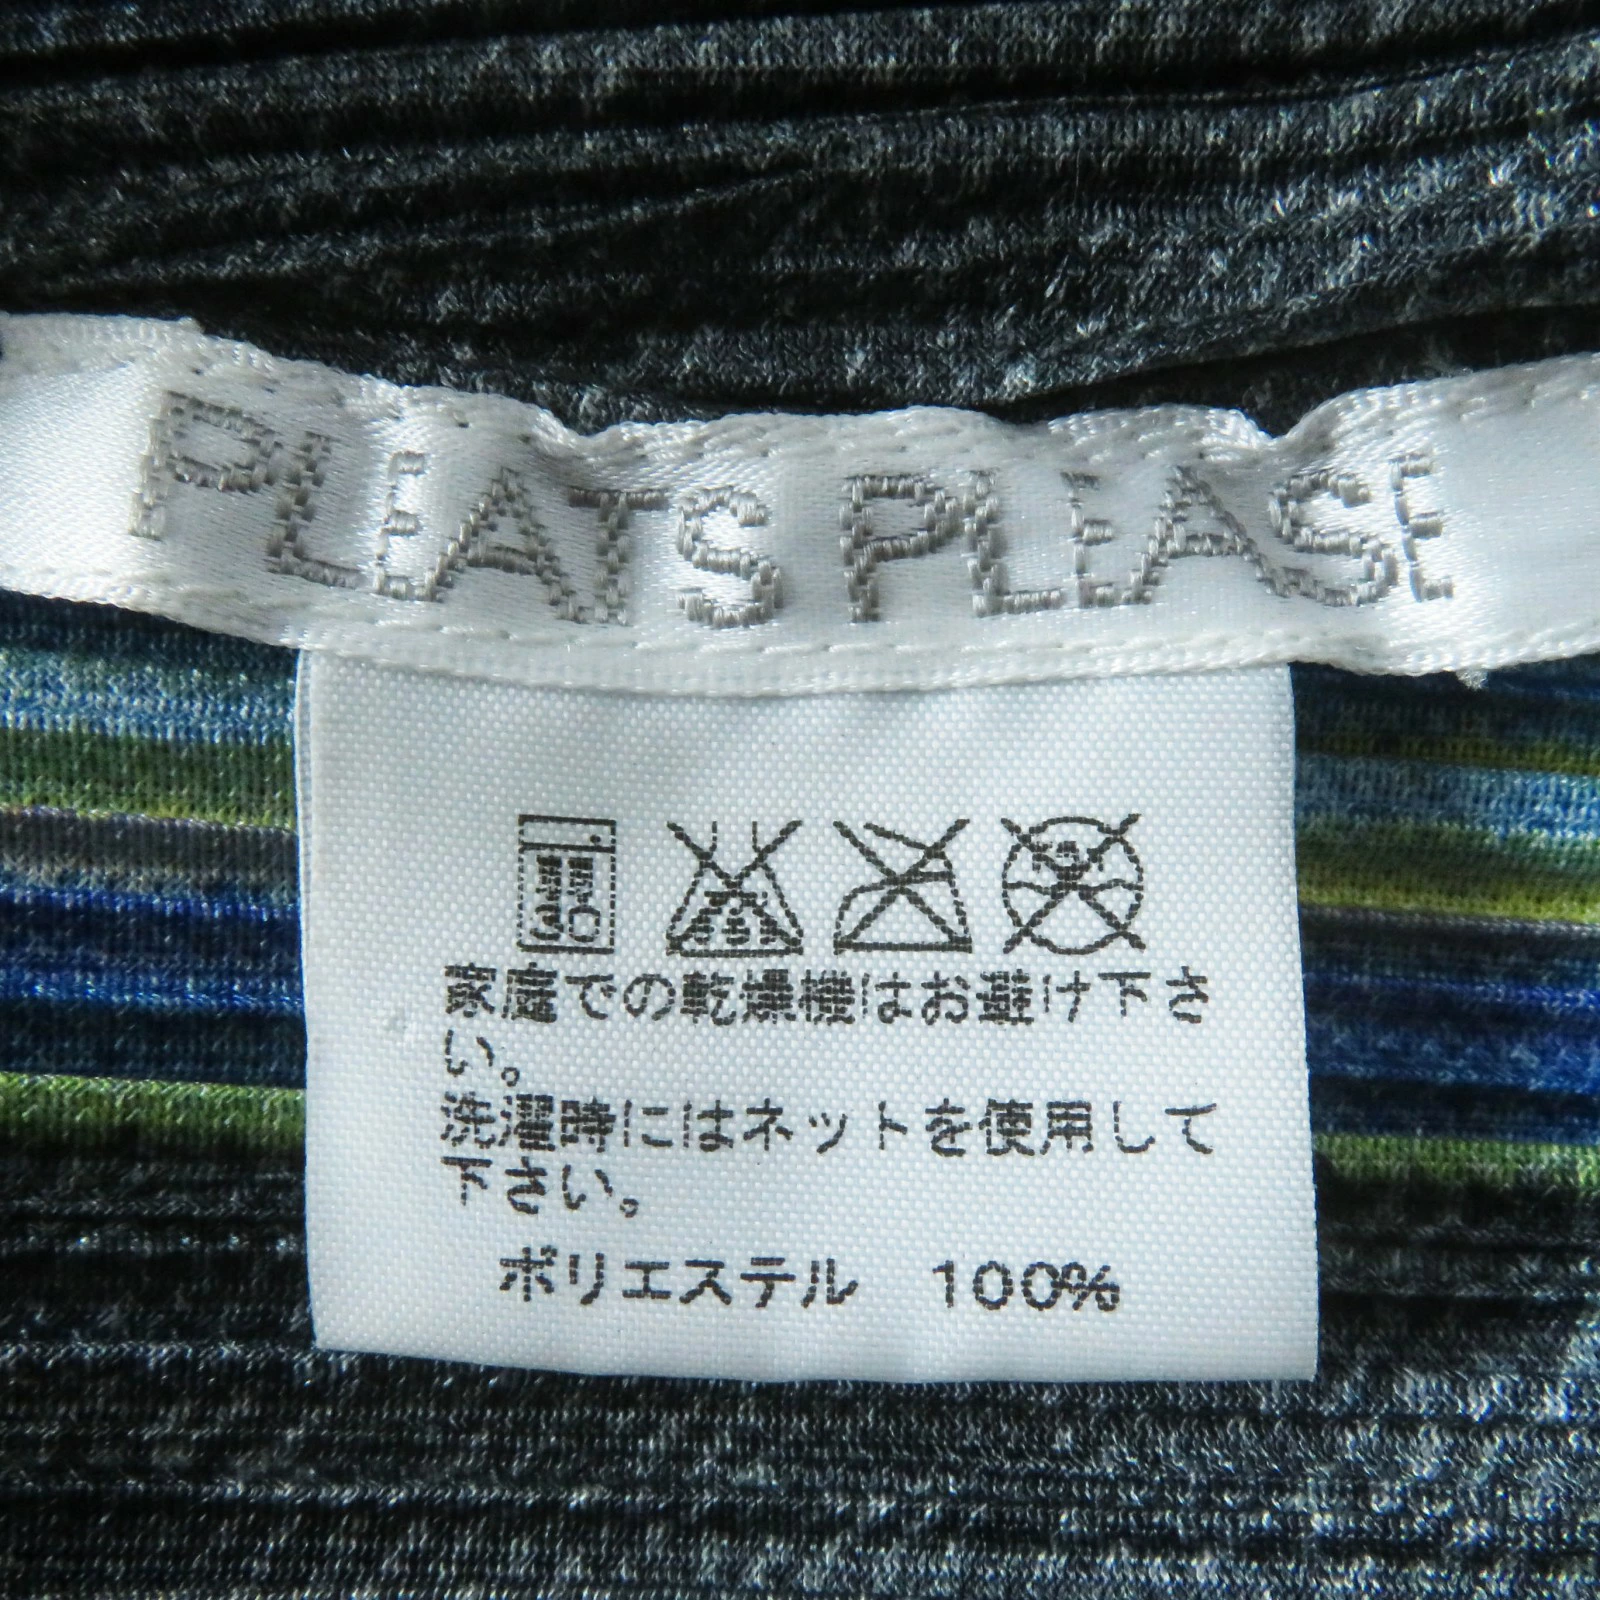 PLEATS PLEASE
家庭での乾燥機はお避け下さ
い。
洗濯時にはネットを使用して
下さい。
ポリエステル 100%